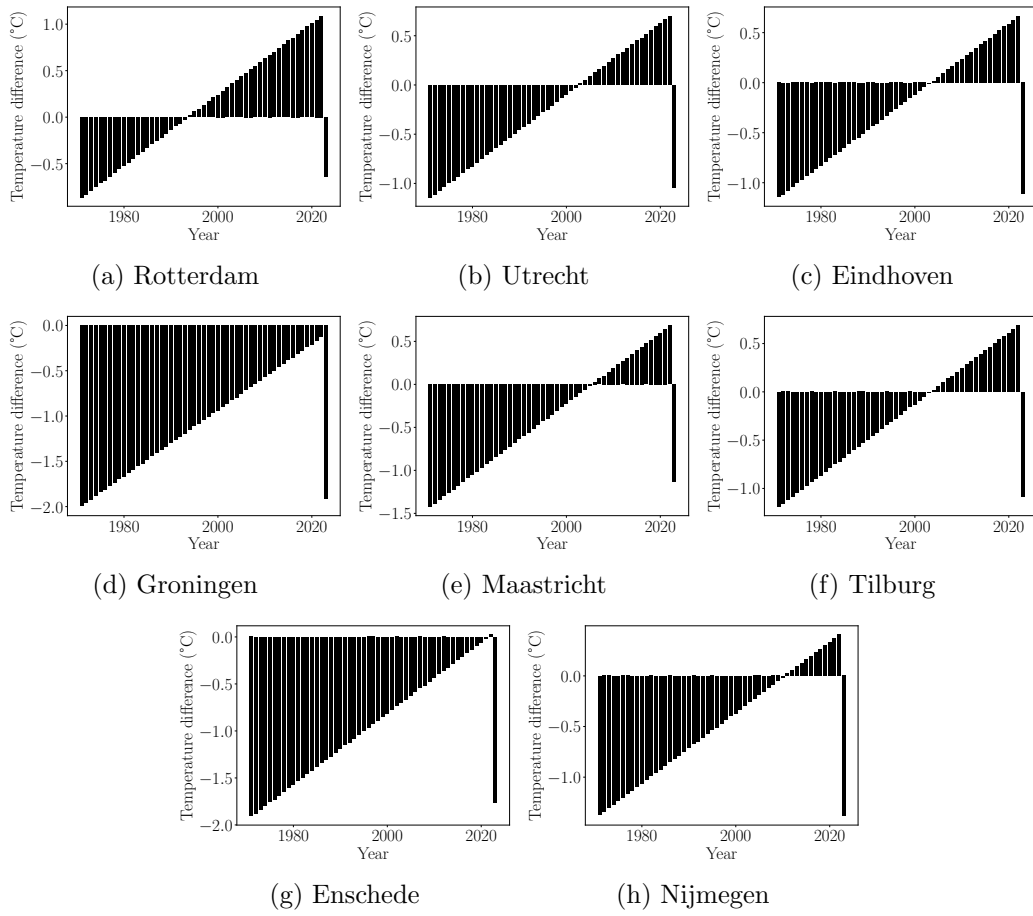 Temperature difference (°C)
1.0
0.5
0.0
−0.5
1980
2000
2020
Year
(a) Rotterdam
Temperature difference (°C)
0.5
0.0
−0.5
−1.0
1980
2000
2020
Year
(b) Utrecht
Temperature difference (°C)
0.5
0.0
−0.5
−1.0
1980
2000
2020
Year
(c) Eindhoven
Temperature difference (°C)
0.0
−0.5
−1.0
−1.5
−2.0
1980
2000
2020
Year
(d) Groningen
Temperature difference (°C)
0.5
0.0
−0.5
−1.0
−1.5
1980
2000
2020
Year
(e) Maastricht
Temperature difference (°C)
0.5
0.0
−0.5
−1.0
1980
2000
2020
Year
(f) Tilburg
Temperature difference (°C)
0.0
−0.5
−1.0
−1.5
−2.0
1980
2000
2020
Year
(g) Enschede
Temperature difference (°C)
0.0
−0.5
−1.0
1980
2000
2020
Year
(h) Nijmegen